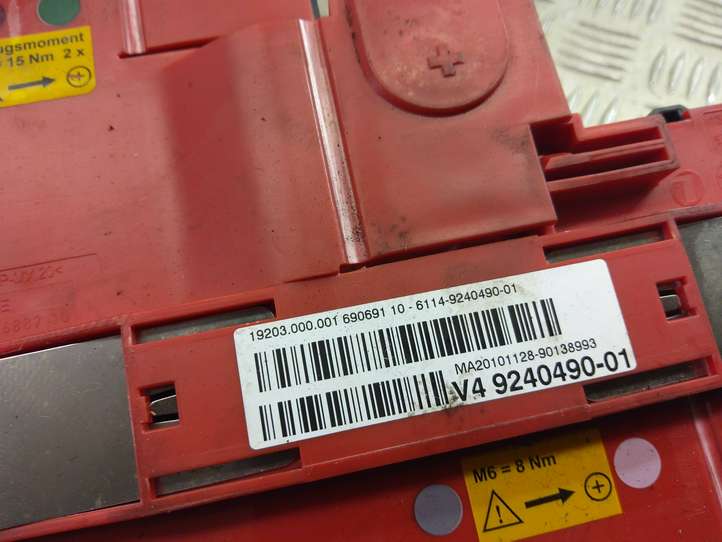 ugsmoment
15 Nm 2 x
19203.000.001 690691 10 - 6114-9240490-01
MA20101128-90138993
V4 9240490-01
M6 = 8 Nm